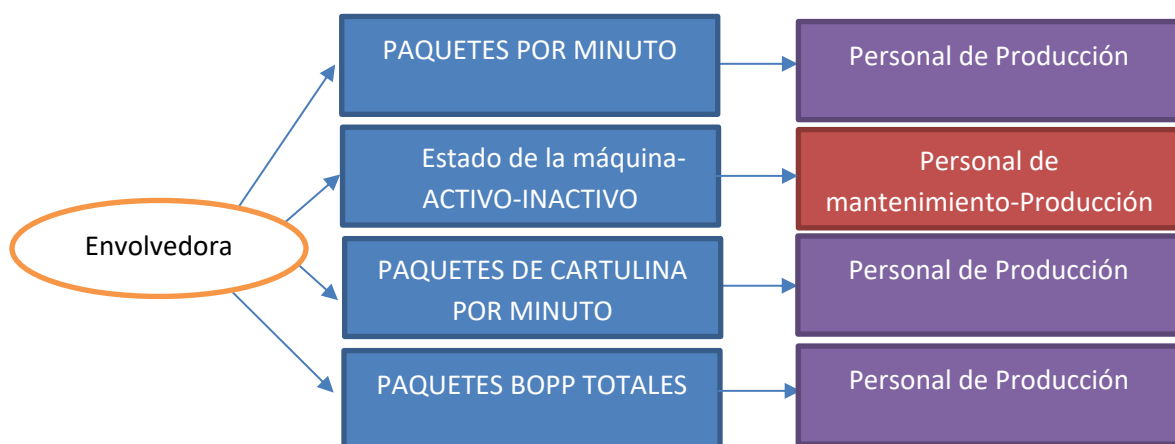 PAQUETES POR MINUTO
Personal de Producción
Estado de la máquina-
ACTIVO-INACTIVO
Personal de
mantenimiento-Producción
Envolvedora
PAQUETES DE CARTULINA
POR MINUTO
Personal de Producción
PAQUETES BOPP TOTALES
Personal de Producción